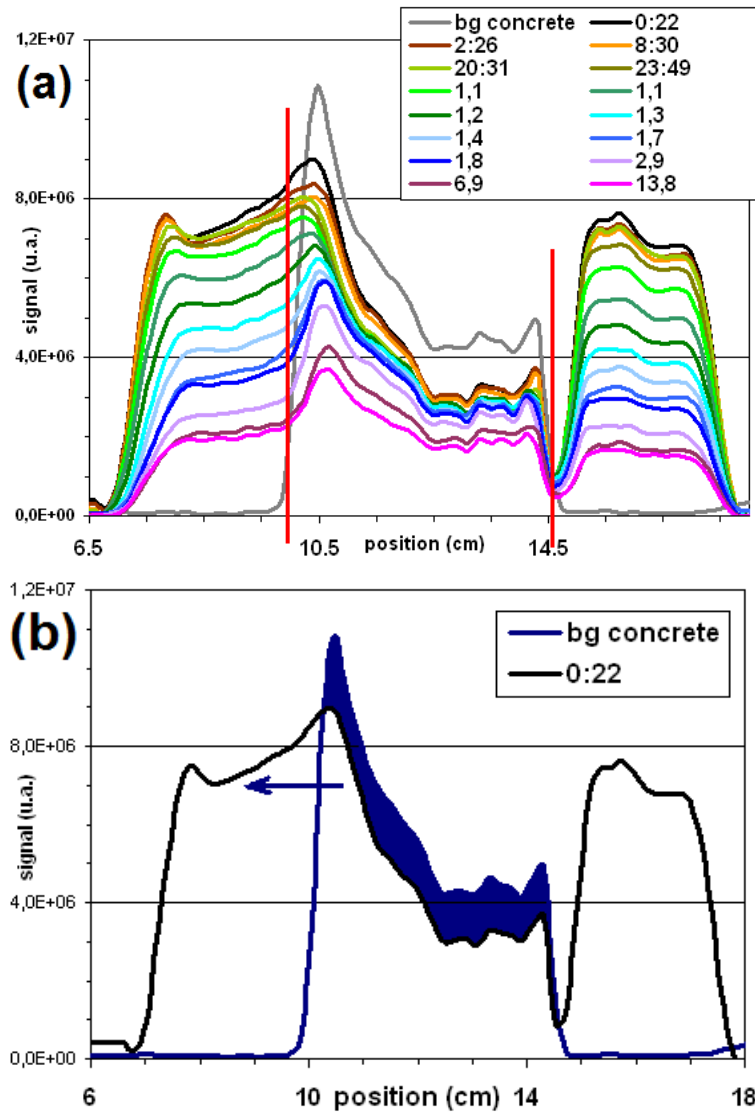 (a)
1,2E+07
8,0E+06
4,0E+06
0,0E+00
signal (u.a.)
6.5
10.5
position (cm)
14.5
bg concrete
0:22
2:26
8:30
20:31
23:49
1,1
1,1
1,2
1,3
1,4
1,7
1,8
2,9
6,9
13,8
(b)
1,2E+07
8,0E+06
4,0E+06
0,0E+00
signal (u.a.)
bg concrete
0:22
6
10
position (cm)
14
18